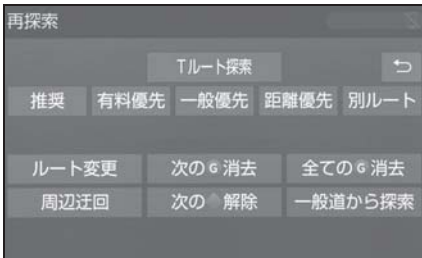 再探索
Tルート探索
推奨 有料優先 一般優先 距離優先 別ルート
ルート変更 次のG消去 全てのG消去
周辺迂回 次の 解除 一般道から探索